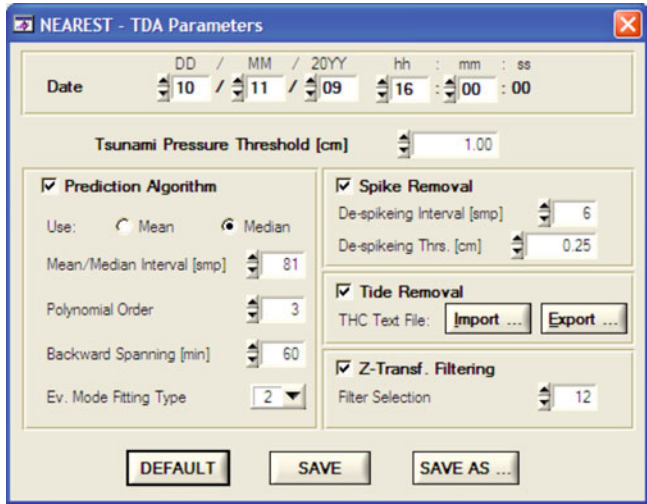 NEAREST - TDA Parameters
DD / MM / 20YY hh : mm : ss
Date 10 / 11 / 09 16 : 00 : 00
Tsunami Pressure Threshold [cm] 1.00
Prediction Algorithm
Use: Mean Median
Mean/Median Interval [smp] 81
Polynomial Order 3
Backward Spanning [min] 60
Ev. Mode Fitting Type 2
Spike Removal
De-spikeing Interval [smp] 6
De-spikeing Thrs. [cm] 0.25
Tide Removal
THC Text File: Import ... Export ...
Z-Transf. Filtering
Filter Selection 12
DEFAULT SAVE SAVE AS ...